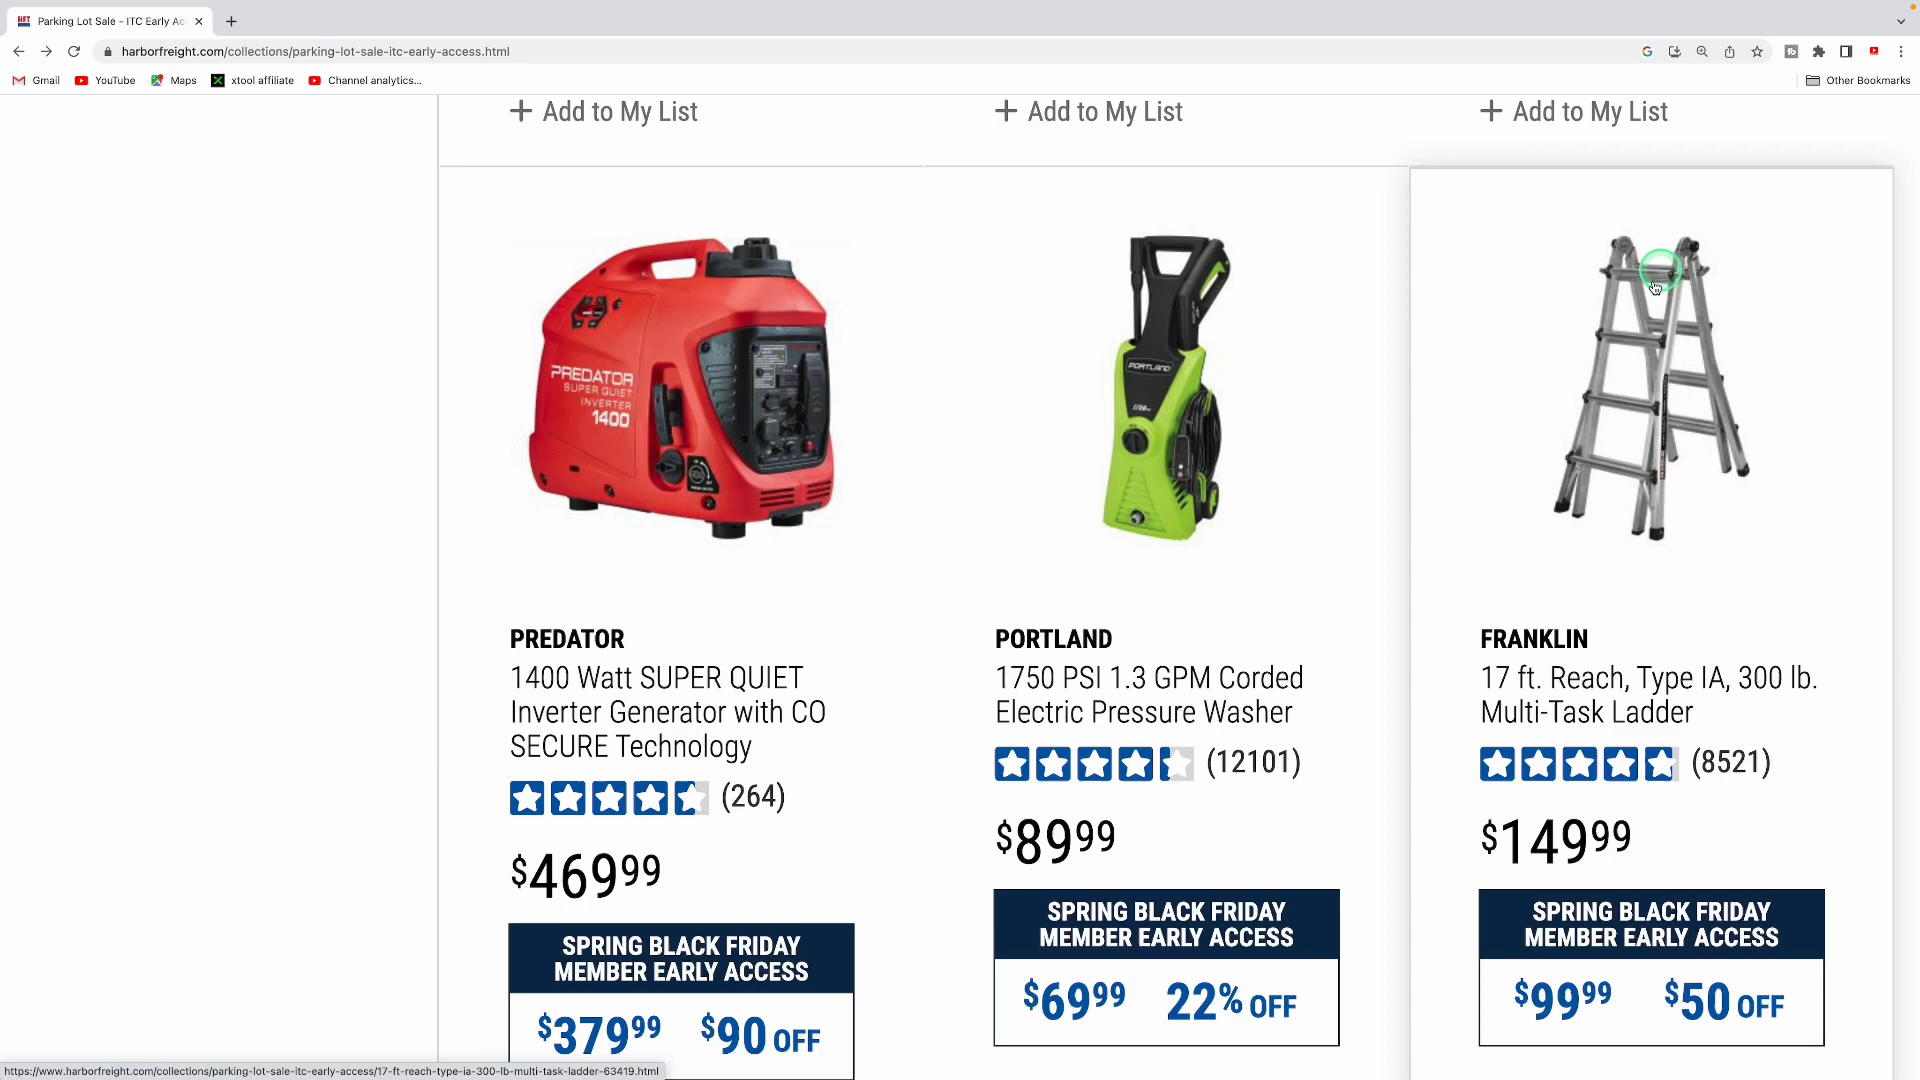 Parking Lot Sale - ITC Early Ac
harborfreight.com/collections/parking-lot-sale-itc-early-access.html
Gmail
YouTube
Maps
xtool affiliate
Channel analytics...
Other Bookmarks
+ Add to My List
+ Add to My List
+ Add to My List
PREDATOR
SUPER QUIET
INVERTER
1400
PORTLAND
PREDATOR
1400 Watt SUPER QUIET
Inverter Generator with CO
SECURE Technology
(264)
$469.99
SPRING BLACK FRIDAY
MEMBER EARLY ACCESS
$379.99 $90 OFF
PORTLAND
1750 PSI 1.3 GPM Corded
Electric Pressure Washer
(12101)
$89.99
SPRING BLACK FRIDAY
MEMBER EARLY ACCESS
$69.99 22% OFF
FRANKLIN
17 ft. Reach, Type IA, 300 lb.
Multi-Task Ladder
(8521)
$149.99
SPRING BLACK FRIDAY
MEMBER EARLY ACCESS
$99.99 $50 OFF
https://www.harborfreight.com/collections/parking-lot-sale-itc-early-access/17-ft-reach-type-ia-300-lb-multi-task-ladder-63419.html